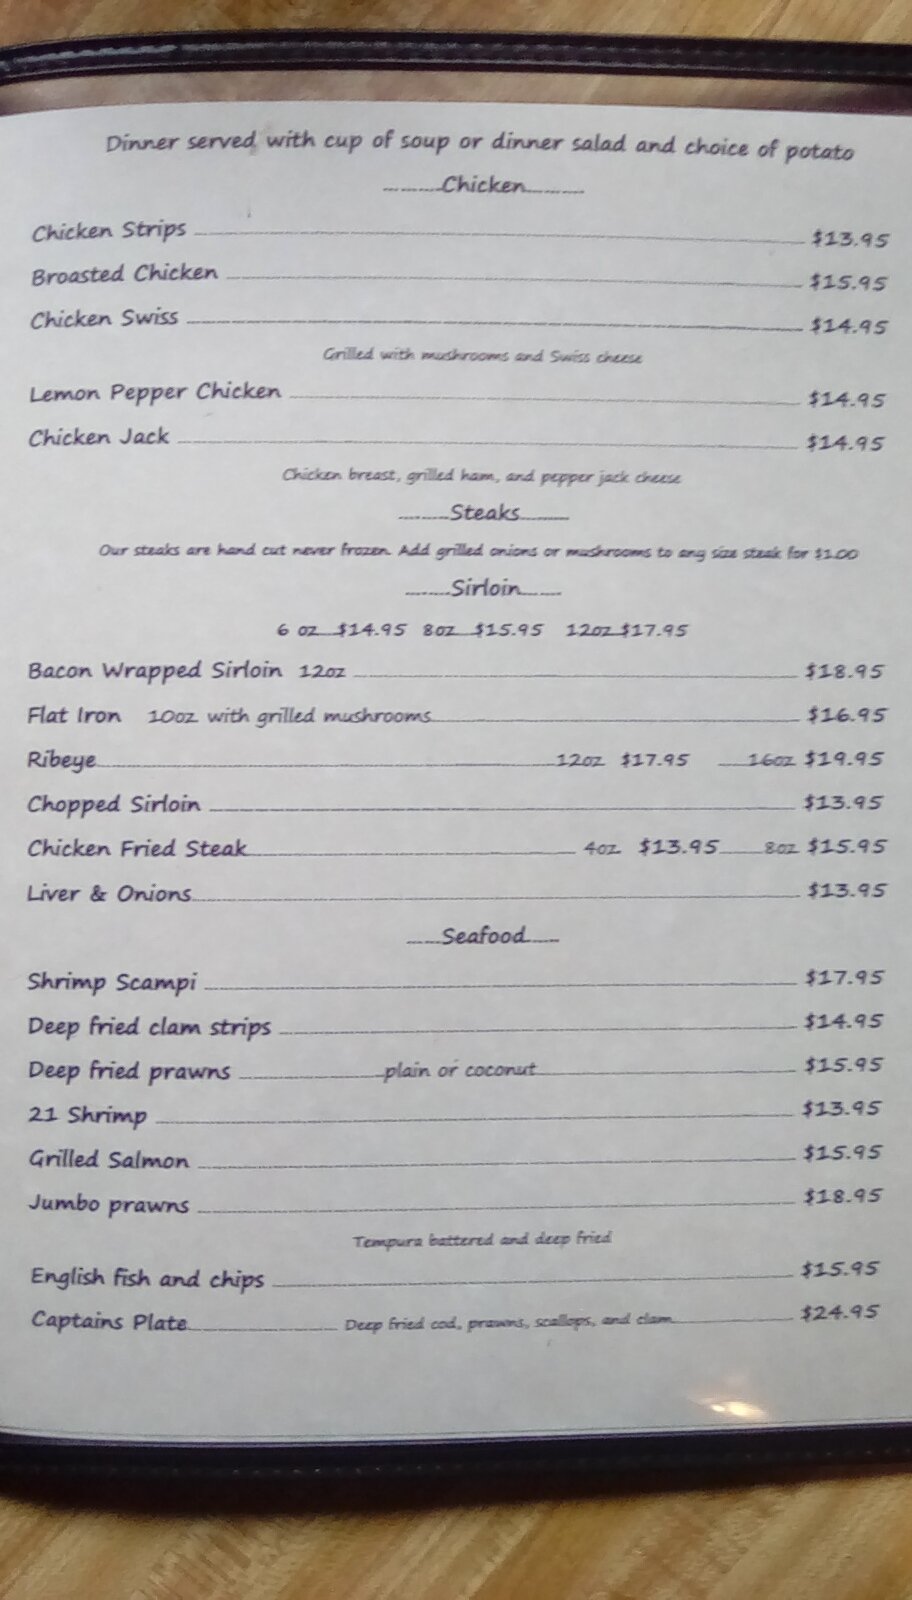 Dinner served with cup of soup or dinner salad and choice of potato
Chicken
Chicken Strips $13.95
Broasted Chicken $15.95
Chicken Swiss $14.95
Grilled with mushrooms and Swiss cheese
Lemon Pepper Chicken $14.95
Chicken Jack $14.95
Chicken breast, grilled ham, and pepper jack cheese
Steaks
Our steaks are hand cut never frozen. Add grilled onions or mushrooms to any size steak for $1.00
Sirloin
6 oz $14.95 8oz $15.95 12oz $17.95
Bacon Wrapped Sirloin 12oz $18.95
Flat Iron 10oz with grilled mushrooms $16.95
Ribeye 12oz $17.95 16oz $19.95
Chopped Sirloin $13.95
Chicken Fried Steak 4oz $13.95 8oz $15.95
Liver & Onions $13.95
Seafood
Shrimp Scampi $17.95
Deep fried clam strips $14.95
Deep fried prawns plain or coconut $15.95
21 Shrimp $13.95
Grilled Salmon $15.95
Jumbo prawns $18.95
Tempura battered and deep fried
English fish and chips $15.95
Captains Plate Deep fried cod, prawns, scallops, and clam $24.95